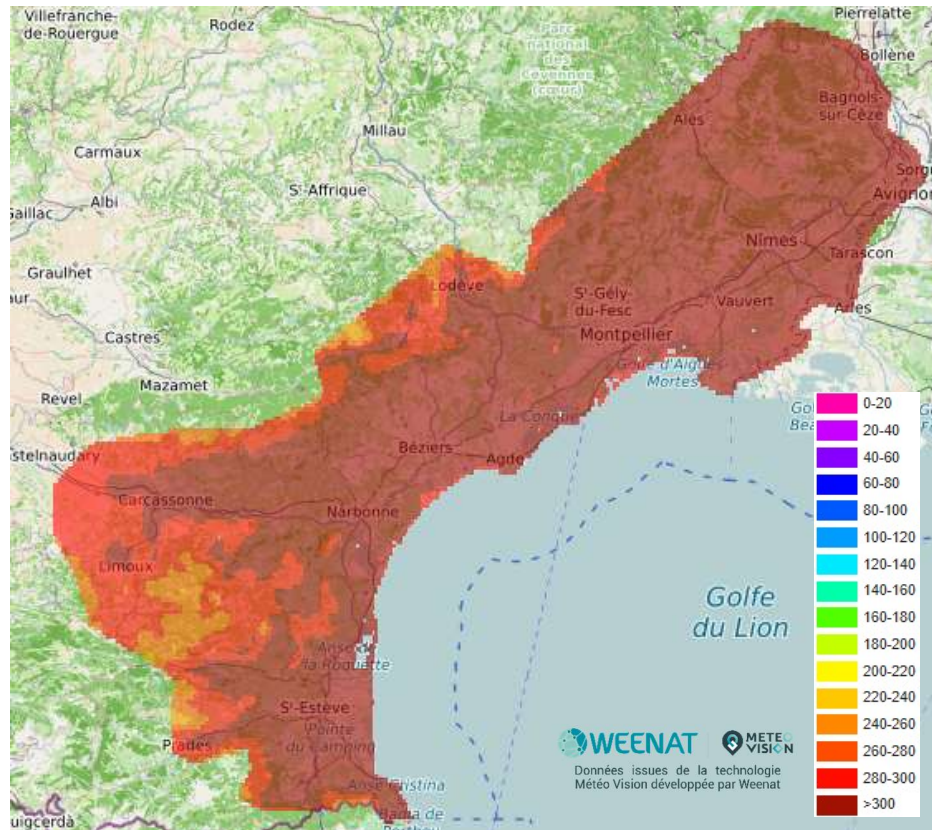 Villefranche-
de-Rouergue
Rodez
Parc
national
des
Cévennes
(cœur)
Pierrelatte
Bollène
Bagnols-
sur-Cèze
Alès
Millau
Carmaux
Albi
Sᵗ-Affrique
Avignon
Gaillac
Nîmes
Tarascon
Graulhet
Lodève
Sᵗ-Gély-
du-Fesc
Vauvert
Arles
Montpellier
Castres
Golfe d'Aigues
Mortes
Mazamet
Revel
La Conque
Béziers
Agde
Carcassonne
Narbonne
Limoux
Golfe
du Lion
Anse de
la Roquette
Sᵗ-Estève
Pointe
du Camping
Prades
Anse Cristina
0-20
20-40
40-60
60-80
80-100
100-120
120-140
140-160
160-180
180-200
200-220
220-240
240-260
260-280
280-300
>300
WEENAT
METEO
VISION
Données issues de la technologie
Météo Vision développée par Weenat